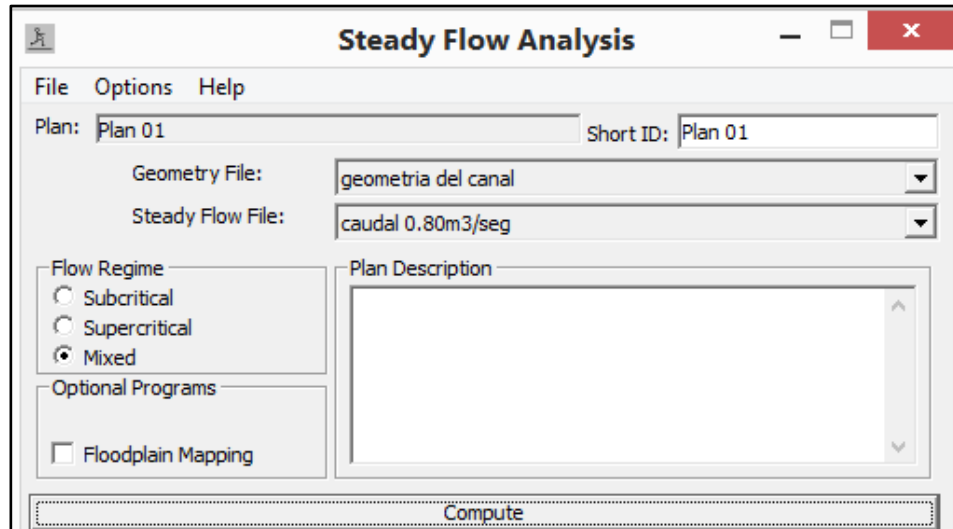 Steady Flow Analysis
File Options Help
Plan: Plan 01 Short ID: Plan 01
Geometry File: geometria del canal
Steady Flow File: caudal 0.80m3/seg
Flow Regime
Subcritical
Supercritical
Mixed
Plan Description
Optional Programs
Floodplain Mapping
Compute